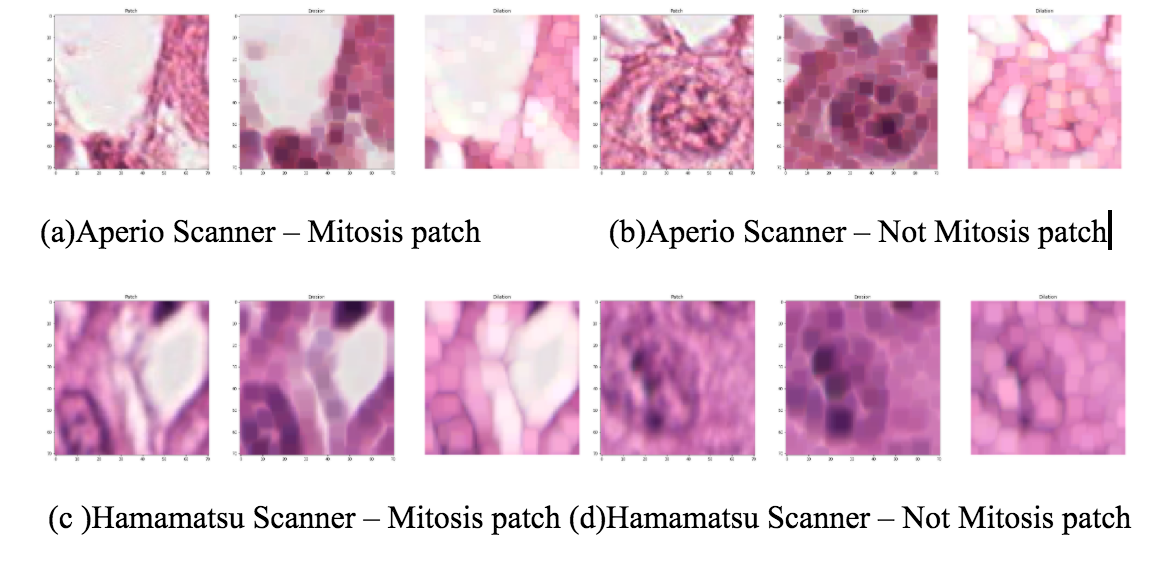 Patch Erosion Dilation Patch Erosion Dilation
(a)Aperio Scanner – Mitosis patch (b)Aperio Scanner – Not Mitosis patch
Patch Erosion Dilation Patch Erosion Dilation
(c )Hamamatsu Scanner – Mitosis patch (d)Hamamatsu Scanner – Not Mitosis patch